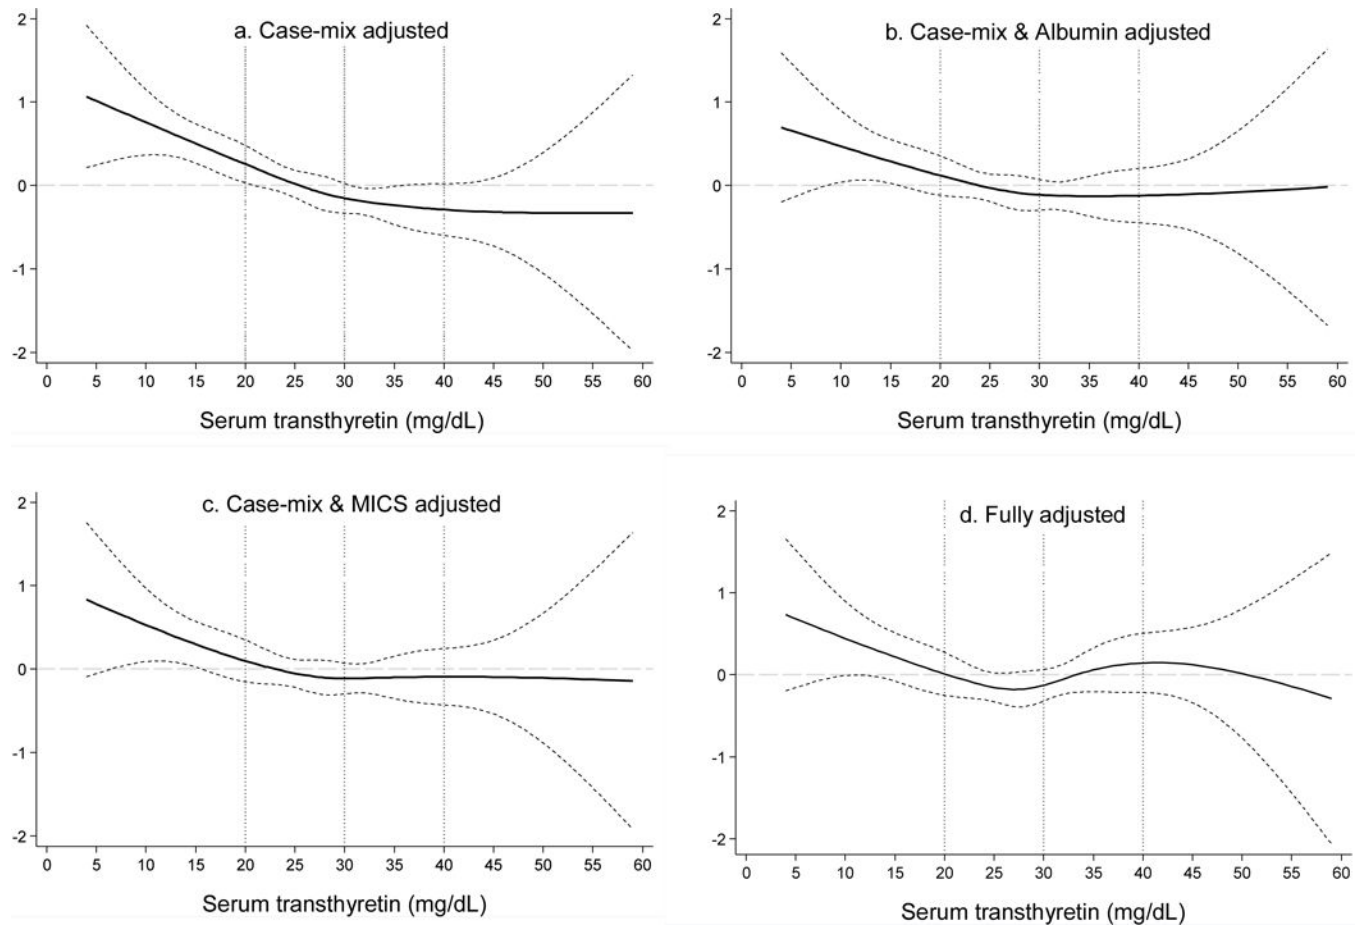 a. Case-mix adjusted
2
1
0
-1
-2
0 5 10 15 20 25 30 35 40 45 50 55 60
Serum transthyretin (mg/dL)
b. Case-mix & Albumin adjusted
2
1
0
-1
-2
0 5 10 15 20 25 30 35 40 45 50 55 60
Serum transthyretin (mg/dL)
c. Case-mix & MICS adjusted
2
1
0
-1
-2
0 5 10 15 20 25 30 35 40 45 50 55 60
Serum transthyretin (mg/dL)
d. Fully adjusted
2
1
0
-1
-2
0 5 10 15 20 25 30 35 40 45 50 55 60
Serum transthyretin (mg/dL)